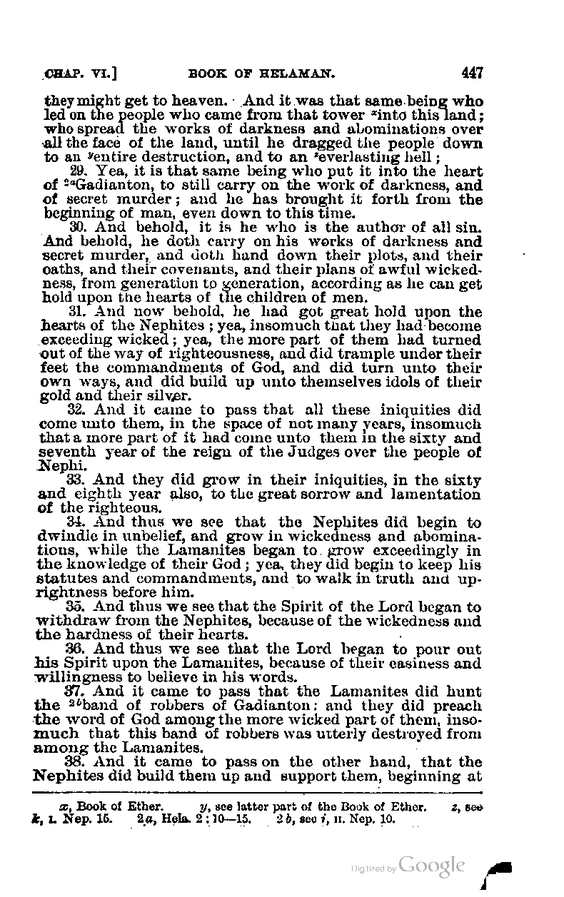 CHAP. VI.] BOOK OF HELAMAN. 447
they might get to heaven. And it was that same being who
led on the people who came from that tower ˣinto this land;
who spread the works of darkness and abominations over
all the face of the land, until he dragged the people down
to an ʸentire destruction, and to an ᶻeverlasting hell;
29. Yea, it is that same being who put it into the heart
of ²ᵃGadianton, to still carry on the work of darkness, and
of secret murder; and he has brought it forth from the
beginning of man, even down to this time.
30. And behold, it is he who is the author of all sin.
And behold, he doth carry on his works of darkness and
secret murder, and doth hand down their plots, and their
oaths, and their covenants, and their plans of awful wicked-
ness, from generation to generation, according as he can get
hold upon the hearts of the children of men.
31. And now behold, he had got great hold upon the
hearts of the Nephites; yea, insomuch that they had become
exceeding wicked; yea, the more part of them had turned
out of the way of righteousness, and did trample under their
feet the commandments of God, and did turn unto their
own ways, and did build up unto themselves idols of their
gold and their silver.
32. And it came to pass that all these iniquities did
come unto them, in the space of not many years, insomuch
that a more part of it had come unto them in the sixty and
seventh year of the reign of the Judges over the people of
Nephi.
33. And they did grow in their iniquities, in the sixty
and eighth year also, to the great sorrow and lamentation
of the righteous.
34. And thus we see that the Nephites did begin to
dwindle in unbelief, and grow in wickedness and abomina-
tions, while the Lamanites began to grow exceedingly in
the knowledge of their God; yea, they did begin to keep his
statutes and commandments, and to walk in truth and up-
rightness before him.
35. And thus we see that the Spirit of the Lord began to
withdraw from the Nephites, because of the wickedness and
the hardness of their hearts.
36. And thus we see that the Lord began to pour out
his Spirit upon the Lamanites, because of their easiness and
willingness to believe in his words.
37. And it came to pass that the Lamanites did hunt
the ²ᵇband of robbers of Gadianton; and they did preach
the word of God among the more wicked part of them, inso-
much that this band of robbers was utterly destroyed from
among the Lamanites.
38. And it came to pass on the other hand, that the
Nephites did build them up and support them, beginning at
x, Book of Ether. y, see latter part of the Book of Ether. z, see
k, I. Nep. 15. 2a, Hela. 2:10—15. 2b, see i, II. Nep. 10.
Digitized by Google